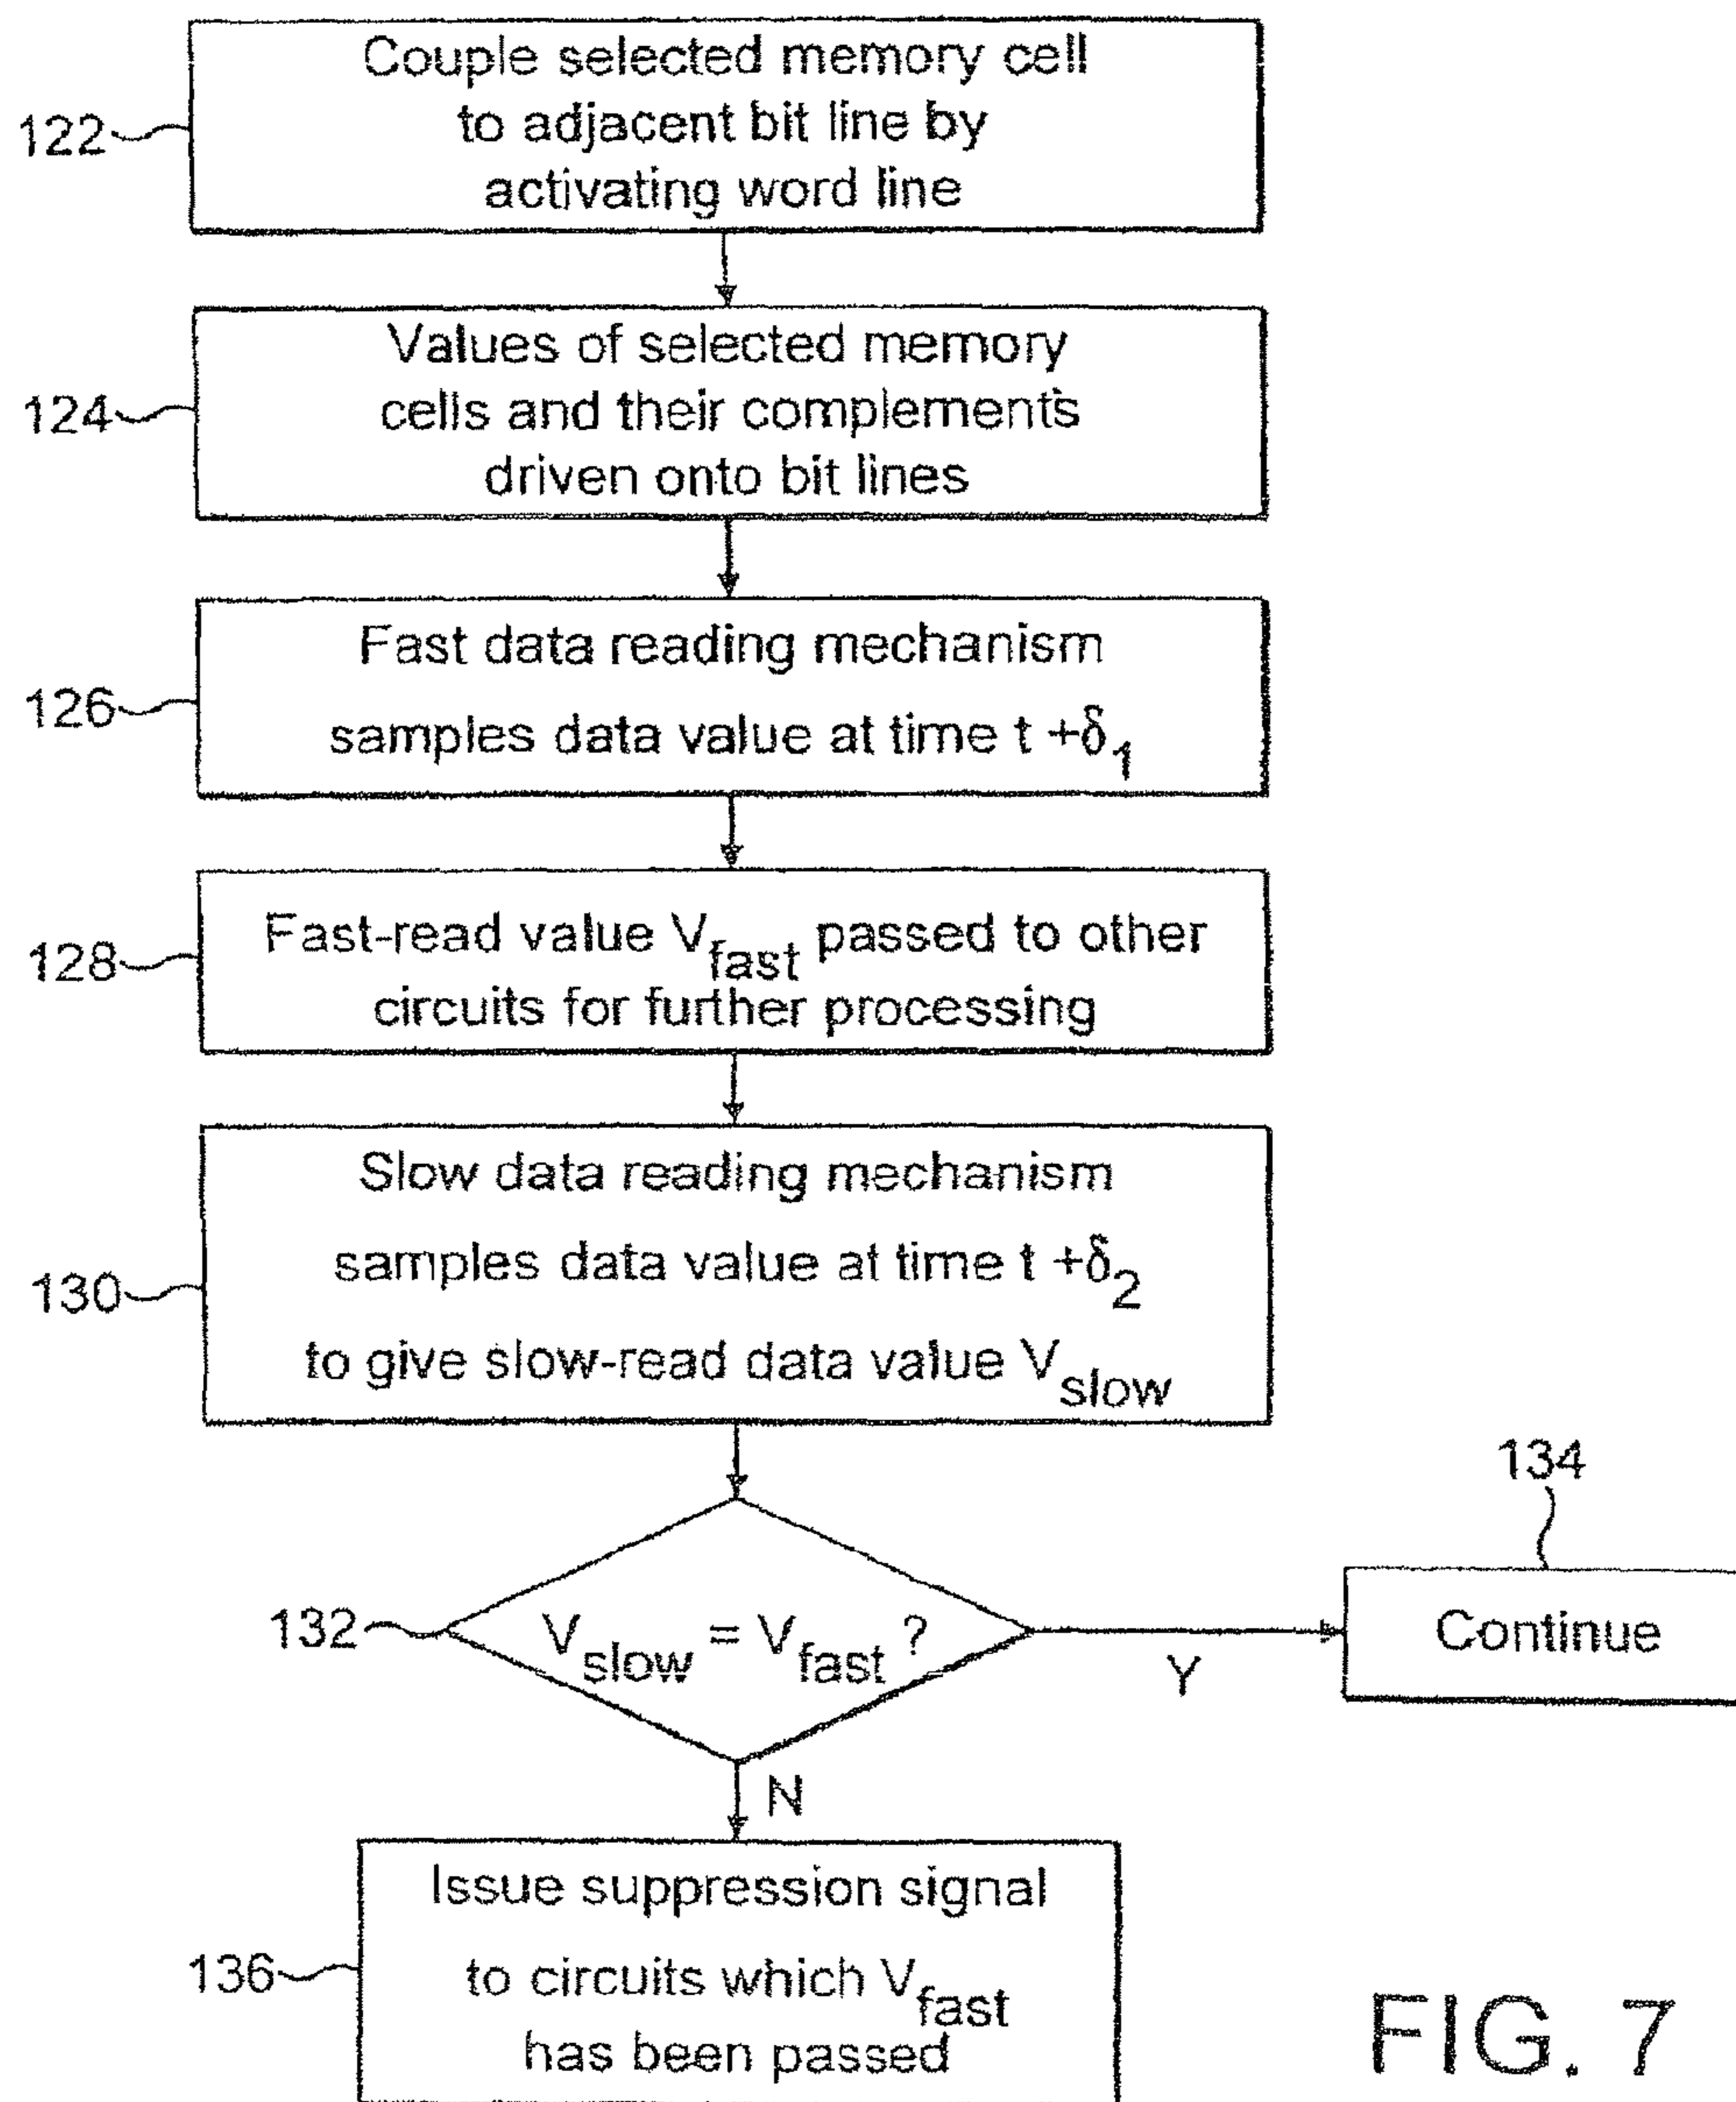 Couple selected memory cell
to adjacent bit line by
activating word line
122
Values of selected memory
cells and their complements
driven onto bit lines
124
Fast data reading mechanism
samples data value at time t +δ1
126
Fast-read value Vfast passed to other
circuits for further processing
128
Slow data reading mechanism
samples data value at time t +δ2
to give slow-read data value Vslow
130
134
132
Vslow = Vfast ?
Y
Continue
N
Issue suppression signal
to circuits which Vfast
has been passed
136
FIG. 7